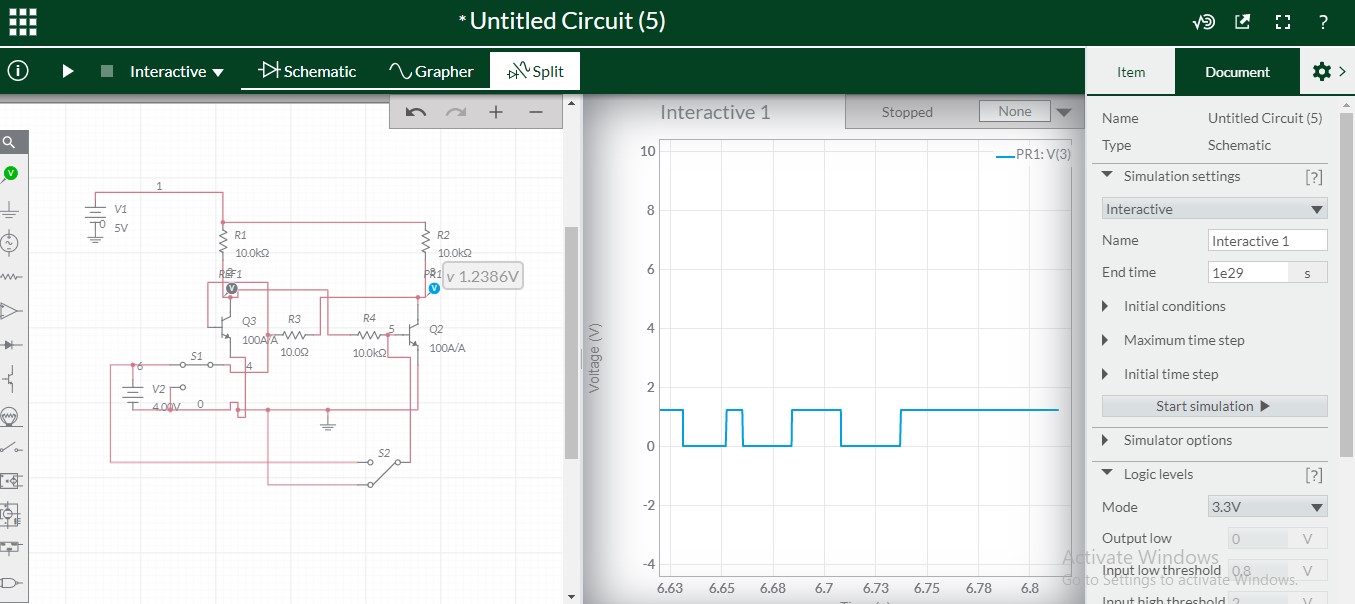 * Untitled Circuit (5)
?
Interactive
Schematic
Grapher
Split
Item
Document
Interactive 1
Stopped
None
PR1: V(3)
10
8
6
4
2
0
-2
-4
Voltage (V)
6.63 6.65 6.68 6.7 6.73 6.75 6.78 6.8
1
V1
0
5V
R1
10.0kΩ
R2
10.0kΩ
REF1
PR1
v 1.2386V
V
V
V
Q3
100A/A
R3
10.0Ω
R4
10.0kΩ
5
Q2
100A/A
S1
4
6
V2
4.00V
0
S2
Name Untitled Circuit (5)
Type Schematic
Simulation settings [?]
Interactive
Name Interactive 1
End time 1e29 s
Initial conditions
Maximum time step
Initial time step
Start simulation
Simulator options
Logic levels [?]
Mode 3.3V
Output low 0 V
Input low threshold 0.8 V
Input high threshold 2 V
Activate Windows
Go to Settings to activate Windows.